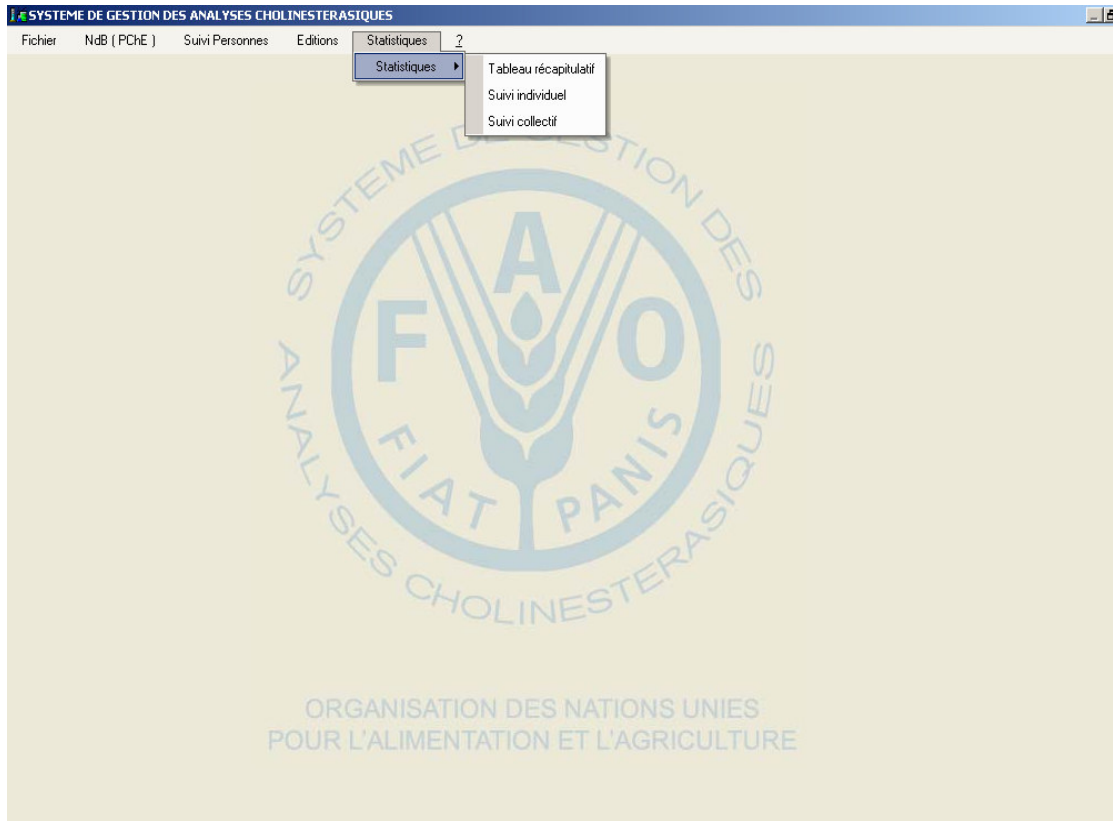 SYSTEME DE GESTION DES ANALYSES CHOLINESTERASIQUES
Fichier NdB ( PChE ) Suivi Personnes Editions Statistiques ?
Statistiques
Tableau récapitulatif
Suivi individuel
Suivi collectif
SYSTEME DE GESTION DES
ANALYSES CHOLINESTERASIQUES
F A O
FIAT PANIS
ORGANISATION DES NATIONS UNIES
POUR L'ALIMENTATION ET L'AGRICULTURE